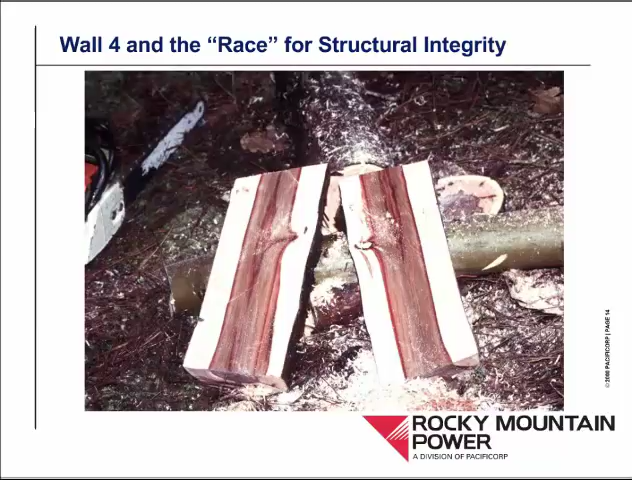 Wall 4 and the “Race” for Structural Integrity
© 2008 PACIFICORP | PAGE 14
ROCKY MOUNTAIN
POWER
A DIVISION OF PACIFICORP